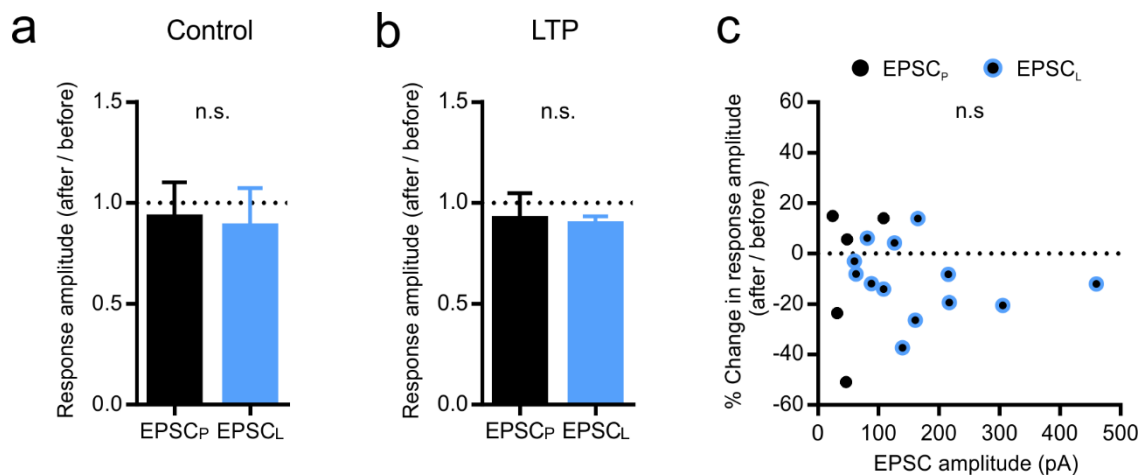 a
Control
Response amplitude (after / before)
1.5
1.0
0.5
0.0
n.s.
EPSCP EPSCL
b
LTP
Response amplitude (after / before)
1.5
1.0
0.5
0.0
n.s.
EPSCP EPSCL
c
EPSCP EPSCL
% Change in response amplitude
(after / before)
60
40
20
0
-20
-40
-60
n.s
0 100 200 300 400 500
EPSC amplitude (pA)